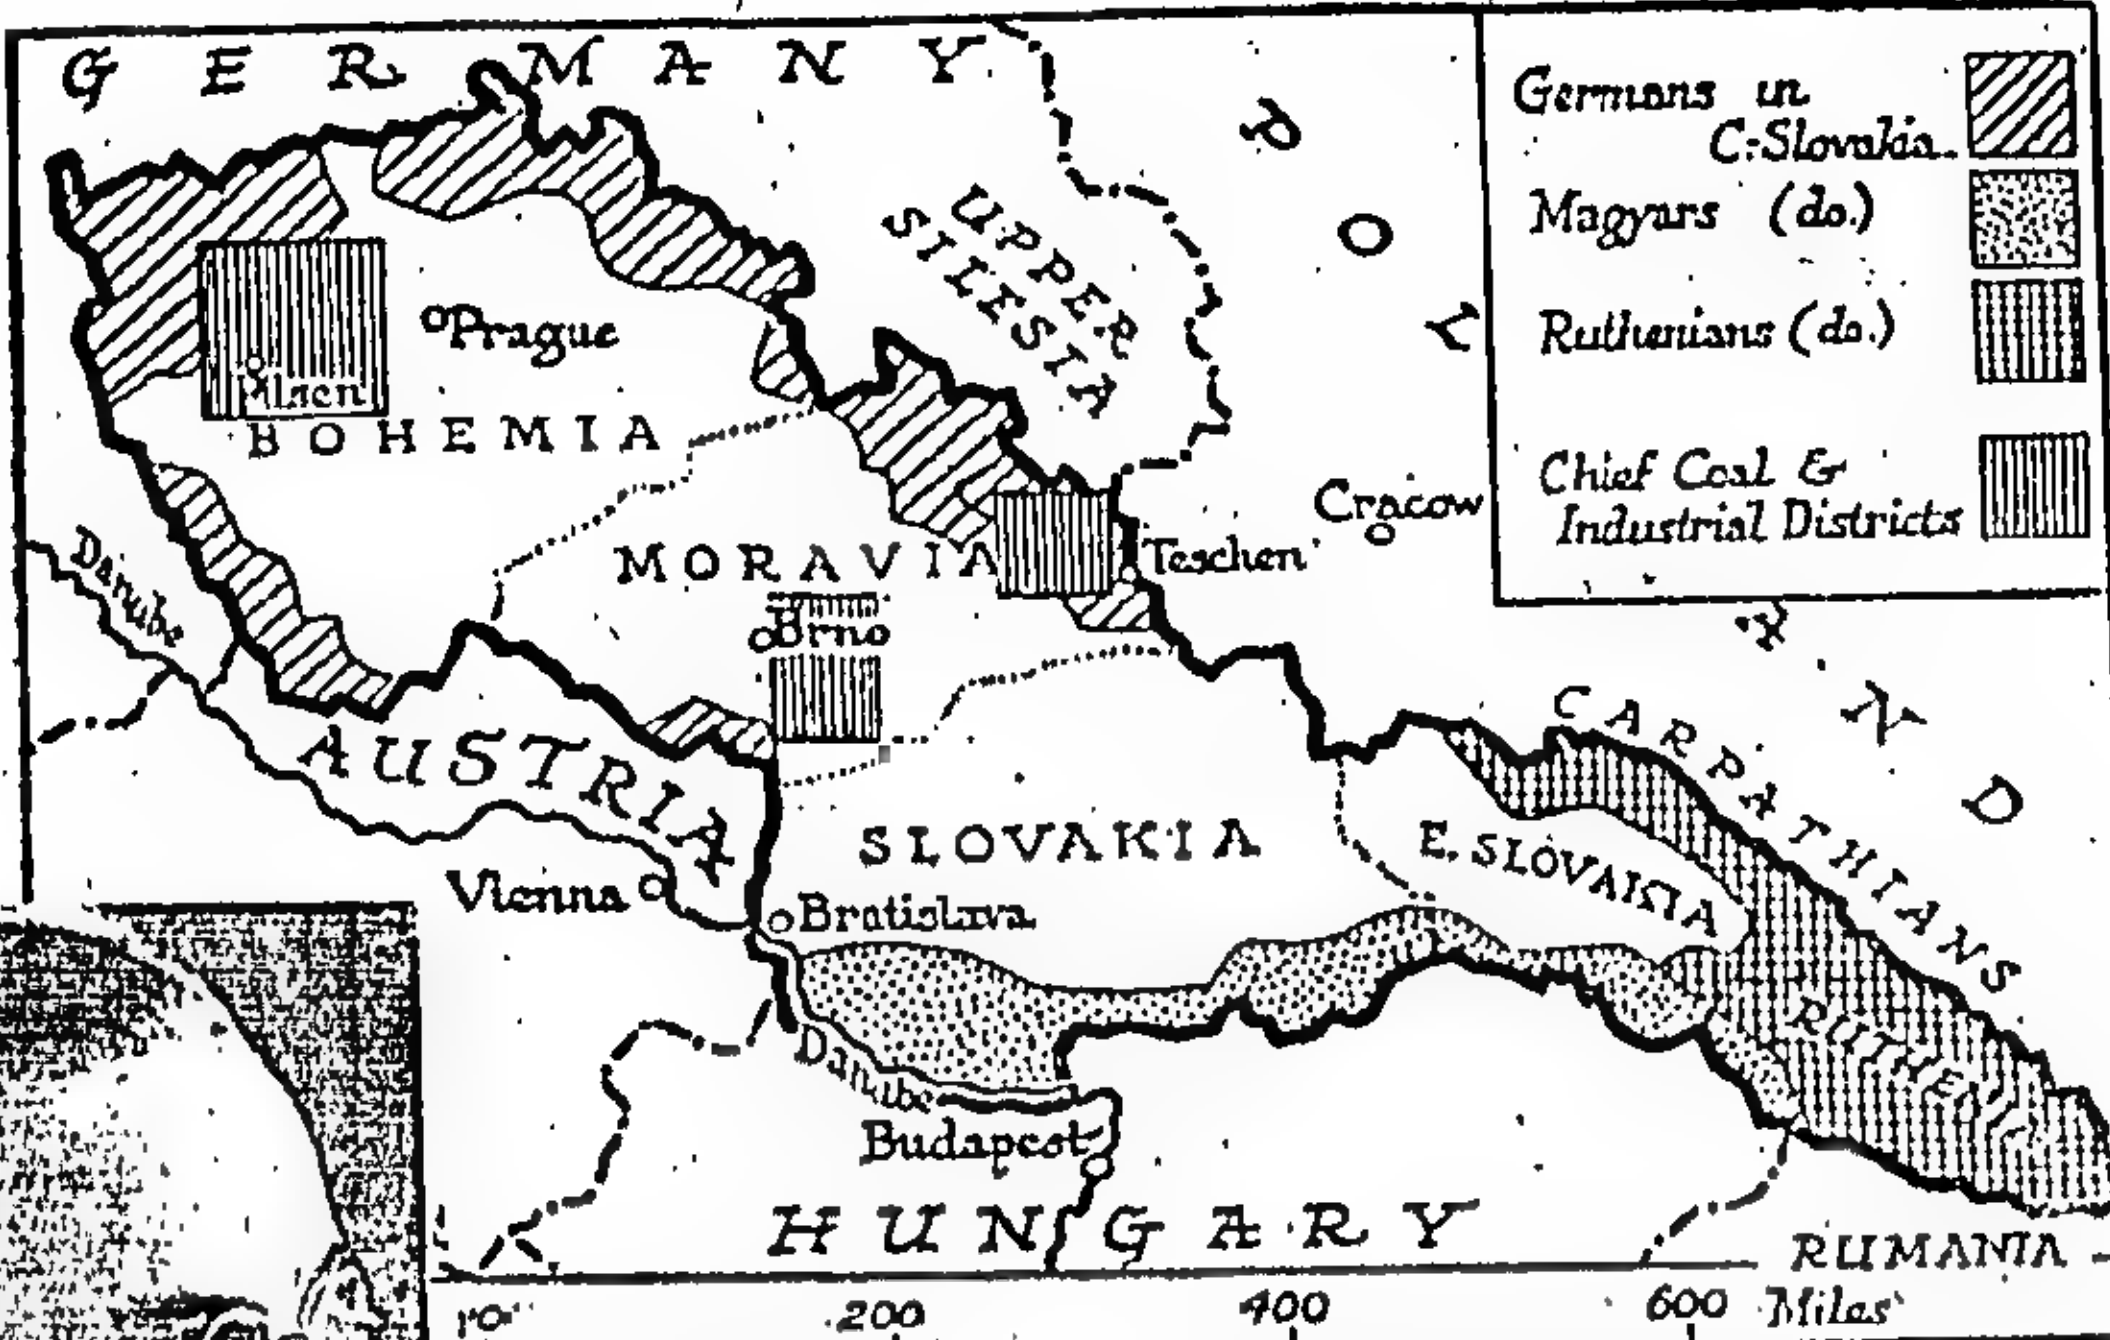 GERMANY
POLAND
UPPER
SILESIA
Germans in
C:Slovakia.
Magyars (do.)
Ruthenians (do.)
Chief Coal &
Industrial Districts
Prague
Pilsen
BOHEMIA
Cracow
Teschen
MORAVIA
Brno
Danube
AUSTRIA
CARPATHIANS
SLOVAKIA
E. SLOVAKIA
Vienna
Bratislava
Danube
Budapest
HUNGARY
RUTHENIA
RUMANIA
200 400 600 Miles